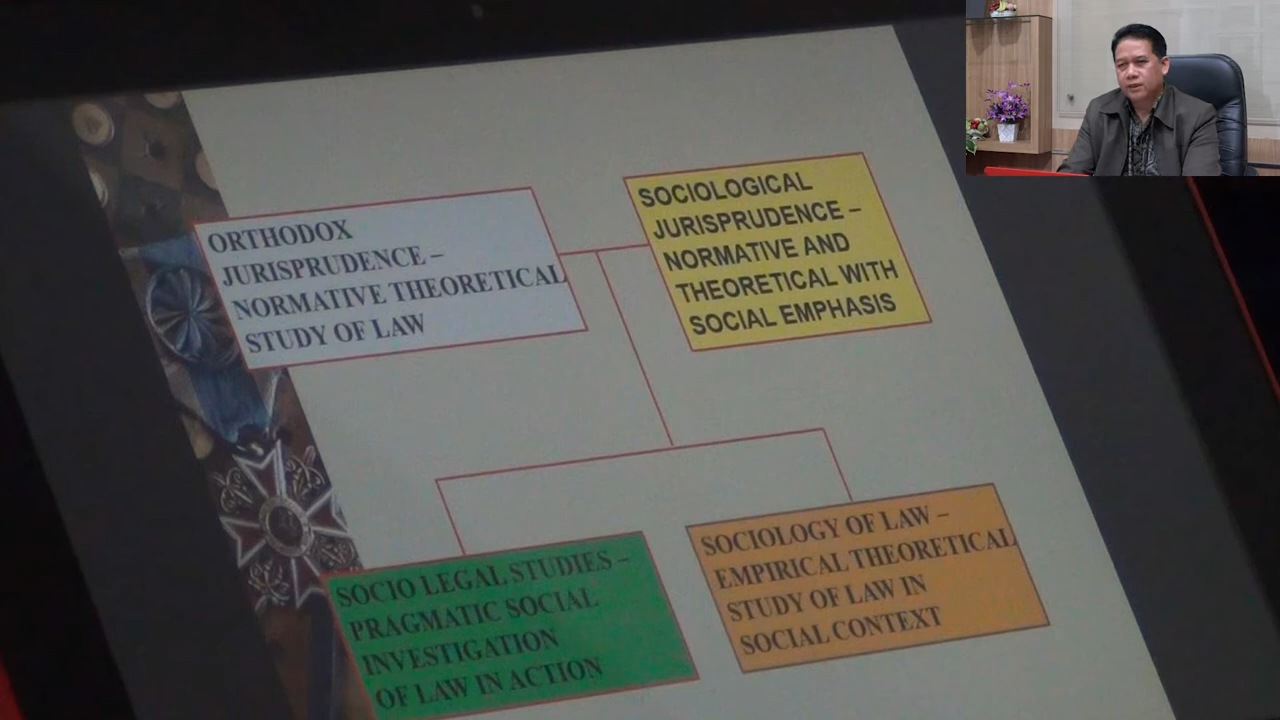 ORTHODOX
JURISPRUDENCE –
NORMATIVE THEORETICAL
STUDY OF LAW
SOCIOLOGICAL
JURISPRUDENCE –
NORMATIVE AND
THEORETICAL WITH
SOCIAL EMPHASIS
SOCIO LEGAL STUDIES –
PRAGMATIC SOCIAL
INVESTIGATION
OF LAW IN ACTION
SOCIOLOGY OF LAW –
EMPIRICAL THEORETICAL
STUDY OF LAW IN
SOCIAL CONTEXT